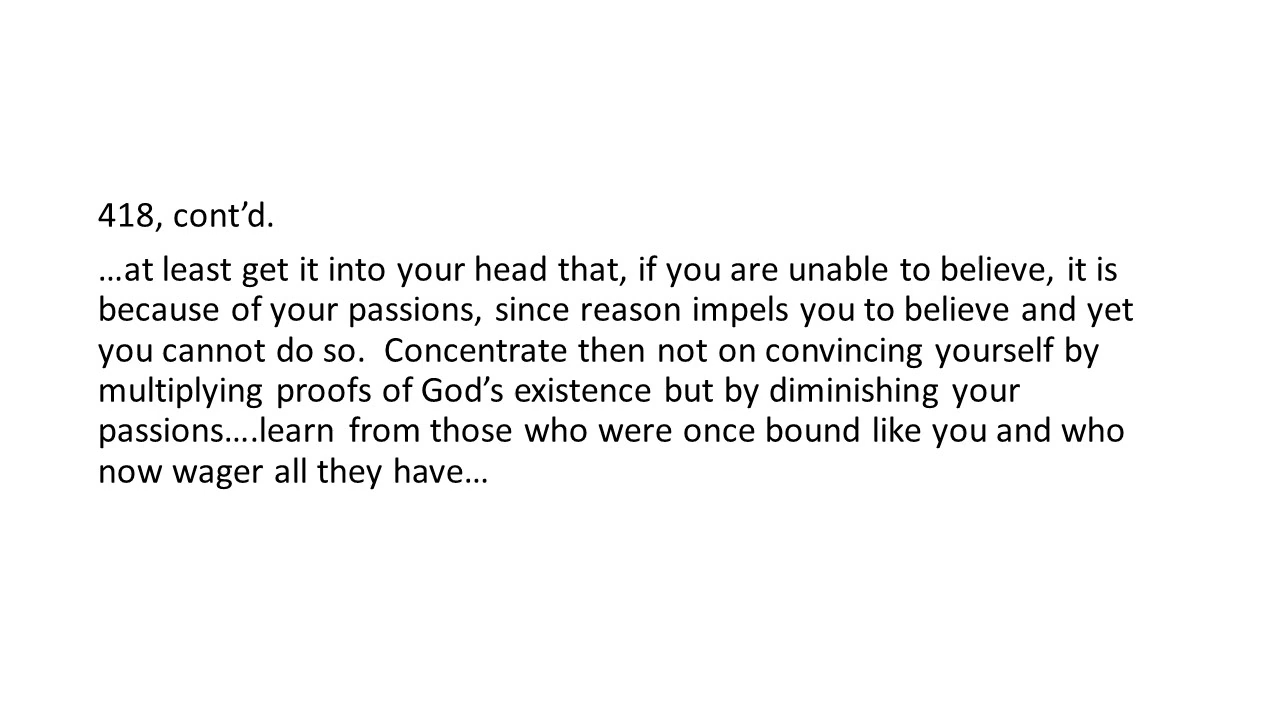 418, cont’d.
…at least get it into your head that, if you are unable to believe, it is
because of your passions, since reason impels you to believe and yet
you cannot do so.  Concentrate then not on convincing yourself by
multiplying proofs of God’s existence but by diminishing your
passions….learn from those who were once bound like you and who
now wager all they have…